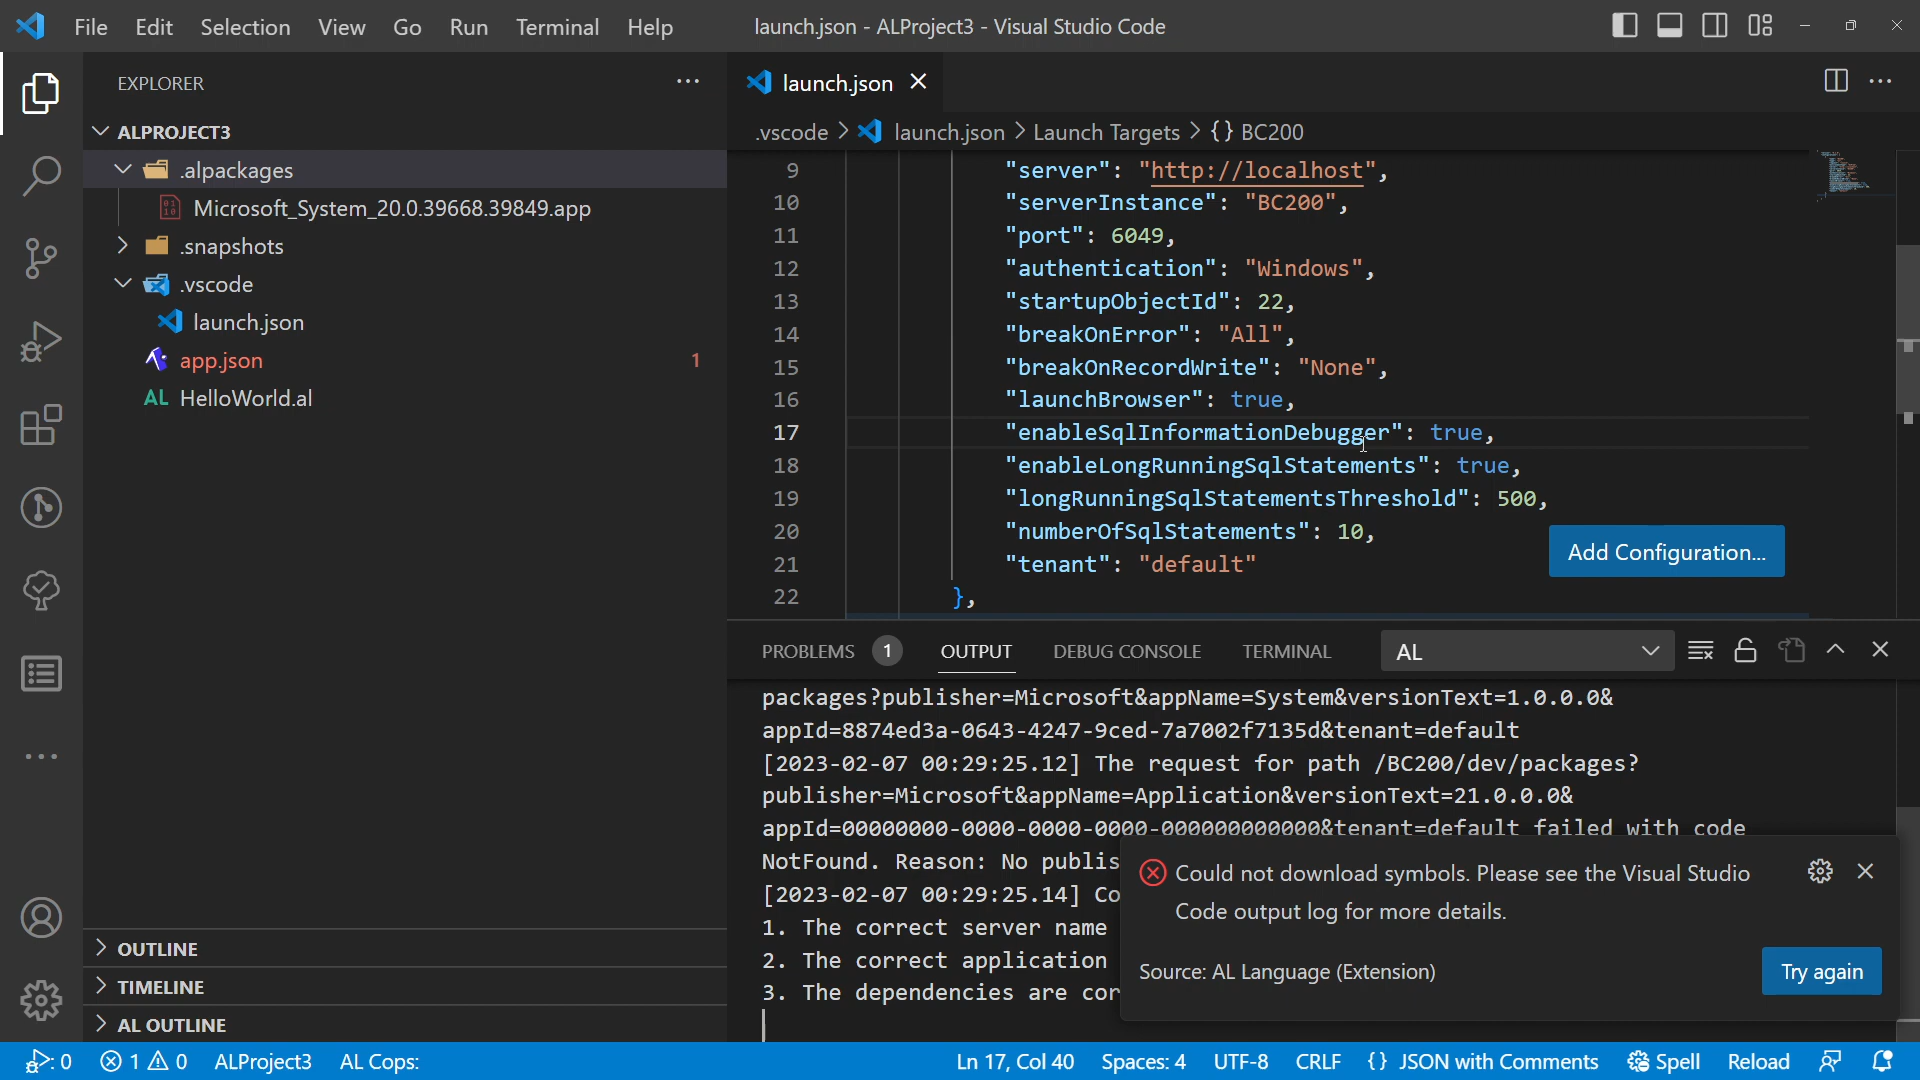 File Edit Selection View Go Run Terminal Help
launch.json - ALProject3 - Visual Studio Code
EXPLORER
ALPROJECT3
.alpackages
Microsoft_System_20.0.39668.39849.app
.snapshots
.vscode
launch.json
app.json 1
AL HelloWorld.al
OUTLINE
TIMELINE
AL OUTLINE
launch.json
.vscode > launch.json > Launch Targets > {} BC200
9 "server": "http://localhost",
10 "serverInstance": "BC200",
11 "port": 6049,
12 "authentication": "Windows",
13 "startupObjectId": 22,
14 "breakOnError": "All",
15 "breakOnRecordWrite": "None",
16 "launchBrowser": true,
17 "enableSqlInformationDebugger": true,
18 "enableLongRunningSqlStatements": true,
19 "longRunningSqlStatementsThreshold": 500,
20 "numberOfSqlStatements": 10,
21 "tenant": "default"
22 },
Add Configuration...
PROBLEMS 1 OUTPUT DEBUG CONSOLE TERMINAL AL
packages?publisher=Microsoft&appName=System&versionText=1.0.0.0&
appId=8874ed3a-0643-4247-9ced-7a7002f7135d&tenant=default
[2023-02-07 00:29:25.12] The request for path /BC200/dev/packages?
publisher=Microsoft&appName=Application&versionText=21.0.0.0&
appId=00000000-0000-0000-0000-000000000000&tenant=default failed with code
NotFound. Reason: No publis
[2023-02-07 00:29:25.14] Co
1. The correct server name
2. The correct application
3. The dependencies are cor
Could not download symbols. Please see the Visual Studio
Code output log for more details.
Source: AL Language (Extension)
Try again
0 1 0 ALProject3 AL Cops: Ln 17, Col 40 Spaces: 4 UTF-8 CRLF {} JSON with Comments Spell Reload